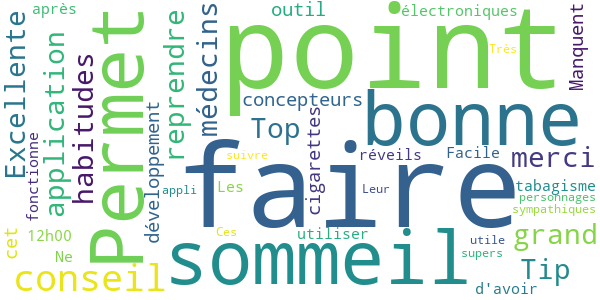 après
outil
électroniques
Excellente
application
habitudes
Permet
reprendre
médecins
point
Très
Manquent
concepteurs
bonne
Top
développement
fonctionne
faire
cigarettes
suivre
réveils
Facile
merci
appli
Les
Leur
tabagisme
personnages
sympathiques
cet
12h00
Ne
Ces
utiliser
sommeil
utile
supers
grand
conseil
Tip
d'avoir